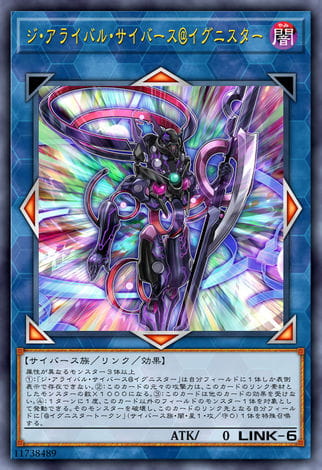 ジ・アライバル・サイバース@イグニスター
闇
やみ
【サイバース族/リンク/効果】
属性が異なるモンスター3体以上
①:「ジ・アライバル・サイバース@イグニスター」は自分フィールドに1体しか表側表
示で存在できない。②:このカードの元々の攻撃力は、このカードのリンク素材とし
たモンスターの数×1000になる。③:このカードは他のカードの効果を受けな
い。④:1ターンに1度、このカード以外のフィールドのモンスター1体を対象とし
て発動できる。そのモンスターを破壊し、このカードのリンク先となる自分フィール
ドに「@イグニスタートークン」(サイバース族・闇・星1・攻/守0)1体を特殊召喚
する。
ATK/ 0 LINK-6
11738489